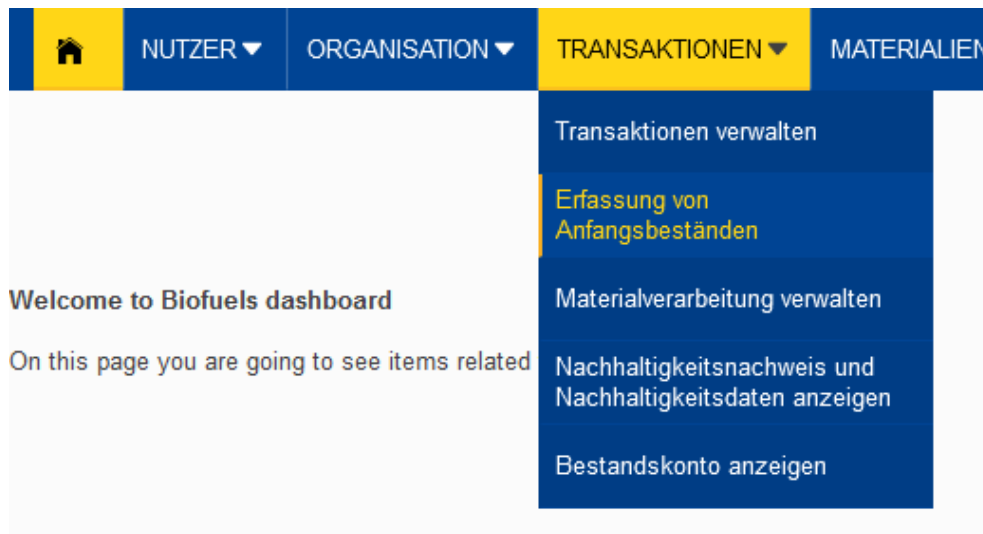 NUTZER ORGANISATION TRANSAKTIONEN MATERIALIEN
Transaktionen verwalten
Erfassung von
Anfangsbeständen
Welcome to Biofuels dashboard
Materialverarbeitung verwalten
On this page you are going to see items related
Nachhaltigkeitsnachweis und
Nachhaltigkeitsdaten anzeigen
Bestandskonto anzeigen